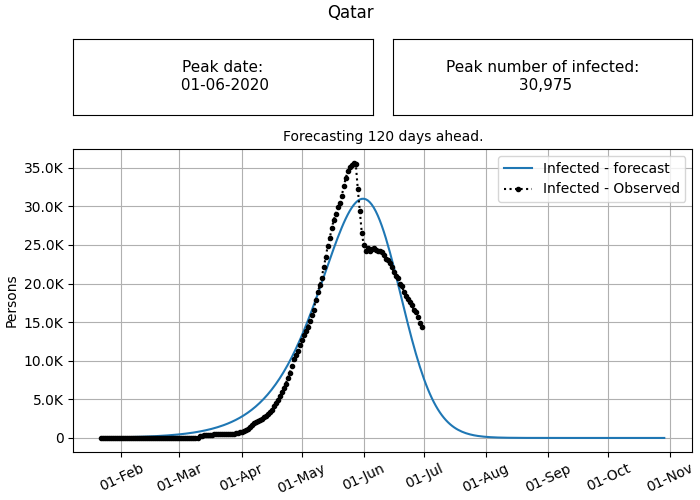 Qatar
Peak date:
01-06-2020
Peak number of infected:
30,975
Forecasting 120 days ahead.
Infected - forecast
Infected - Observed
Persons
35.0K
30.0K
25.0K
20.0K
15.0K
10.0K
5.0K
0
01-Feb
01-Mar
01-Apr
01-May
01-Jun
01-Jul
01-Aug
01-Sep
01-Oct
01-Nov